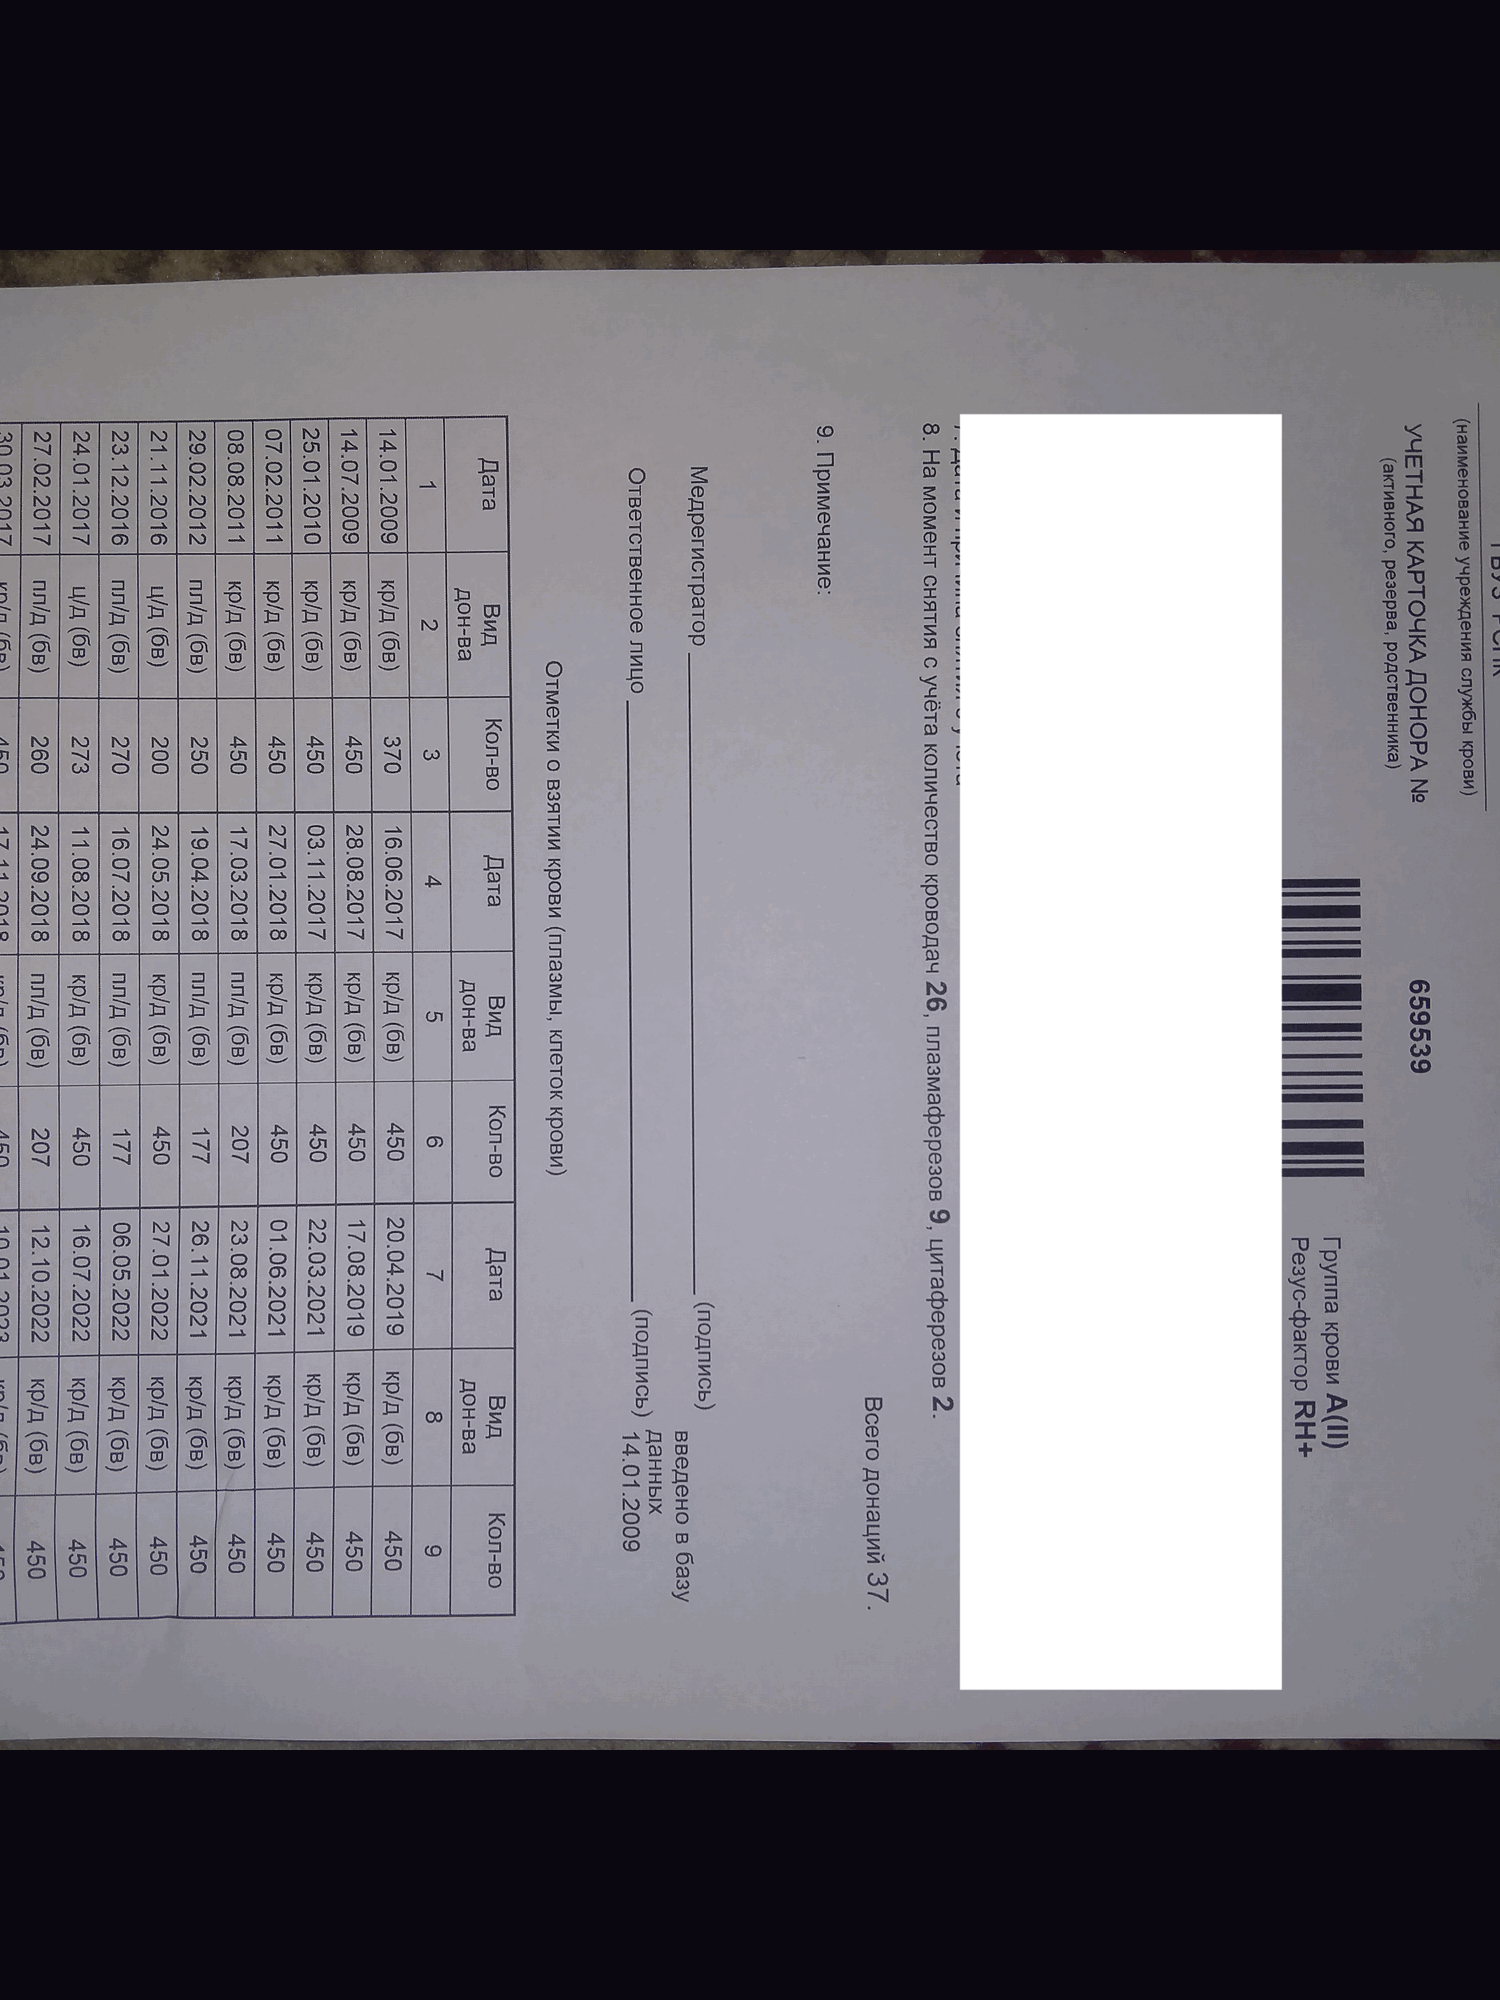 (наименование учреждения службы крови)
УЧЕТНАЯ КАРТОЧКА ДОНОРА № 659539
(активного, резерва, родственника)
Группа крови A(II)
Резус-фактор RH+
8. На момент снятия с учёта количество кроводач 26, плазмаферезов 9, цитаферезов 2.
Всего донаций 37.
9. Примечание:
Медрегистратор (подпись)
введено в базу
данных
14.01.2009
Ответственное лицо (подпись)
Отметки о взятии крови (плазмы, клеток крови)
Дата Вид дон-ва Кол-во Дата Вид дон-ва Кол-во Дата Вид дон-ва Кол-во
1 2 3 4 5 6 7 8 9
14.01.2009 кр/д (бв) 370 16.06.2017 кр/д (бв) 450 20.04.2019 кр/д (бв) 450
14.07.2009 кр/д (бв) 450 28.08.2017 кр/д (бв) 450 17.08.2019 кр/д (бв) 450
25.01.2010 кр/д (бв) 450 03.11.2017 кр/д (бв) 450 22.03.2021 кр/д (бв) 450
07.02.2011 кр/д (бв) 450 27.01.2018 кр/д (бв) 450 01.06.2021 кр/д (бв) 450
08.08.2011 кр/д (бв) 450 17.03.2018 пл/д (бв) 207 23.08.2021 кр/д (бв) 450
29.02.2012 пл/д (бв) 250 19.04.2018 пл/д (бв) 177 26.11.2021 кр/д (бв) 450
21.11.2016 ц/д (бв) 200 24.05.2018 кр/д (бв) 450 27.01.2022 кр/д (бв) 450
23.12.2016 пл/д (бв) 270 16.07.2018 пл/д (бв) 177 06.05.2022 кр/д (бв) 450
24.01.2017 ц/д (бв) 273 11.08.2018 кр/д (бв) 450 16.07.2022 кр/д (бв) 450
27.02.2017 пл/д (бв) 260 24.09.2018 пл/д (бв) 207 12.10.2022 кр/д (бв) 450
30.03.2017 кр/д (бв) 450 17.11.2018 кр/д (бв) 450 10.01.2023 кр/д (бв)